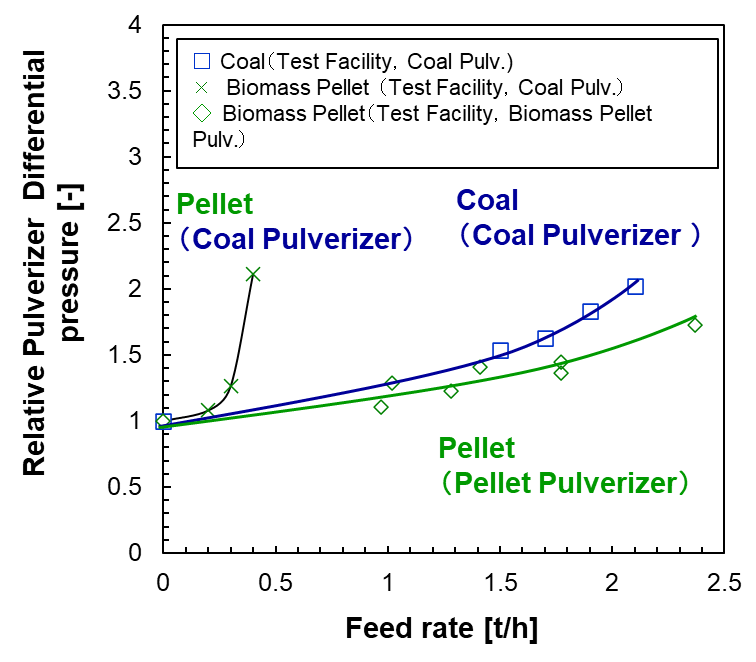 4
3.5
3
2.5
2
1.5
1
0.5
0
Relative Pulverizer Differential
pressure [-]
Coal（Test Facility, Coal Pulv.）
Biomass Pellet （Test Facility, Coal Pulv.）
Biomass Pellet（Test Facility, Biomass Pellet
Pulv.）
Pellet
（Coal Pulverizer）
Coal
（Coal Pulverizer ）
Pellet
（Pellet Pulverizer）
0 0.5 1 1.5 2 2.5
Feed rate [t/h]